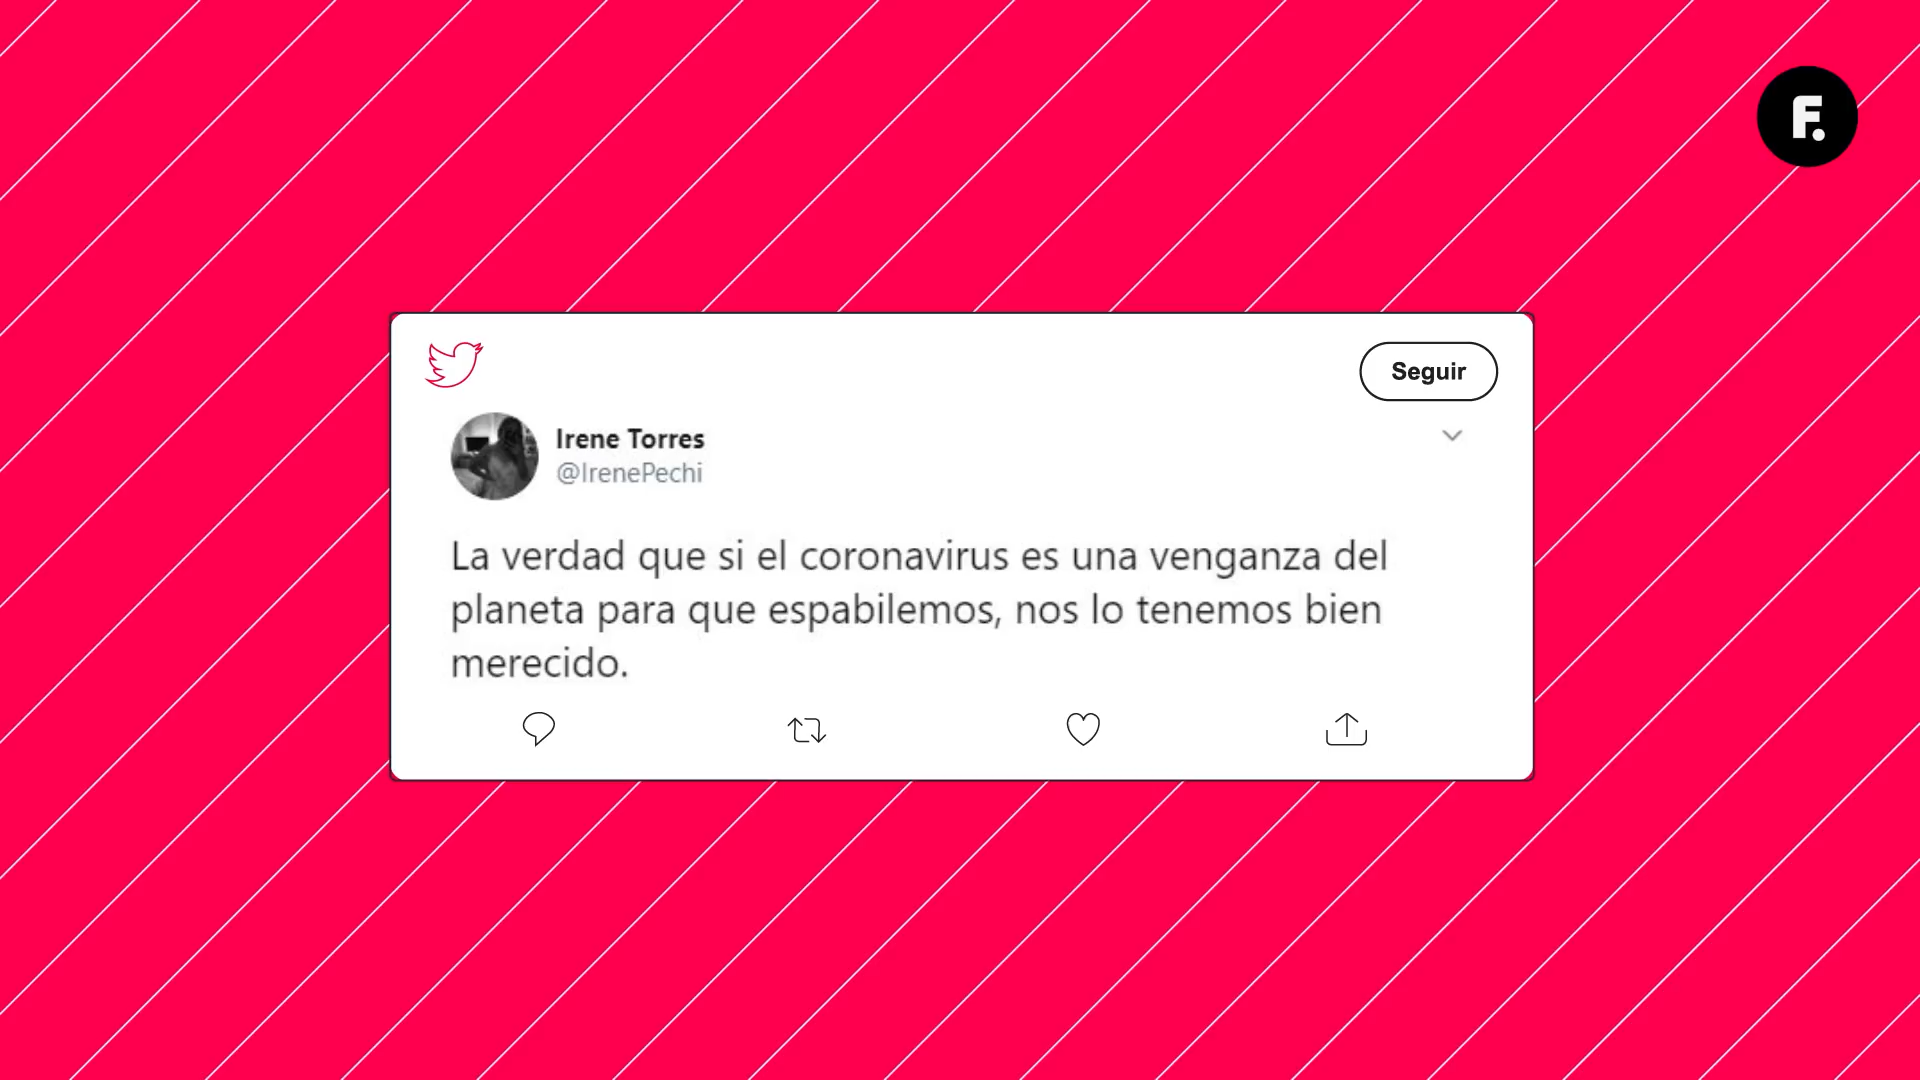 F.
Seguir
Irene Torres
@IrenePechi
La verdad que si el coronavirus es una venganza del
planeta para que espabilemos, nos lo tenemos bien
merecido.